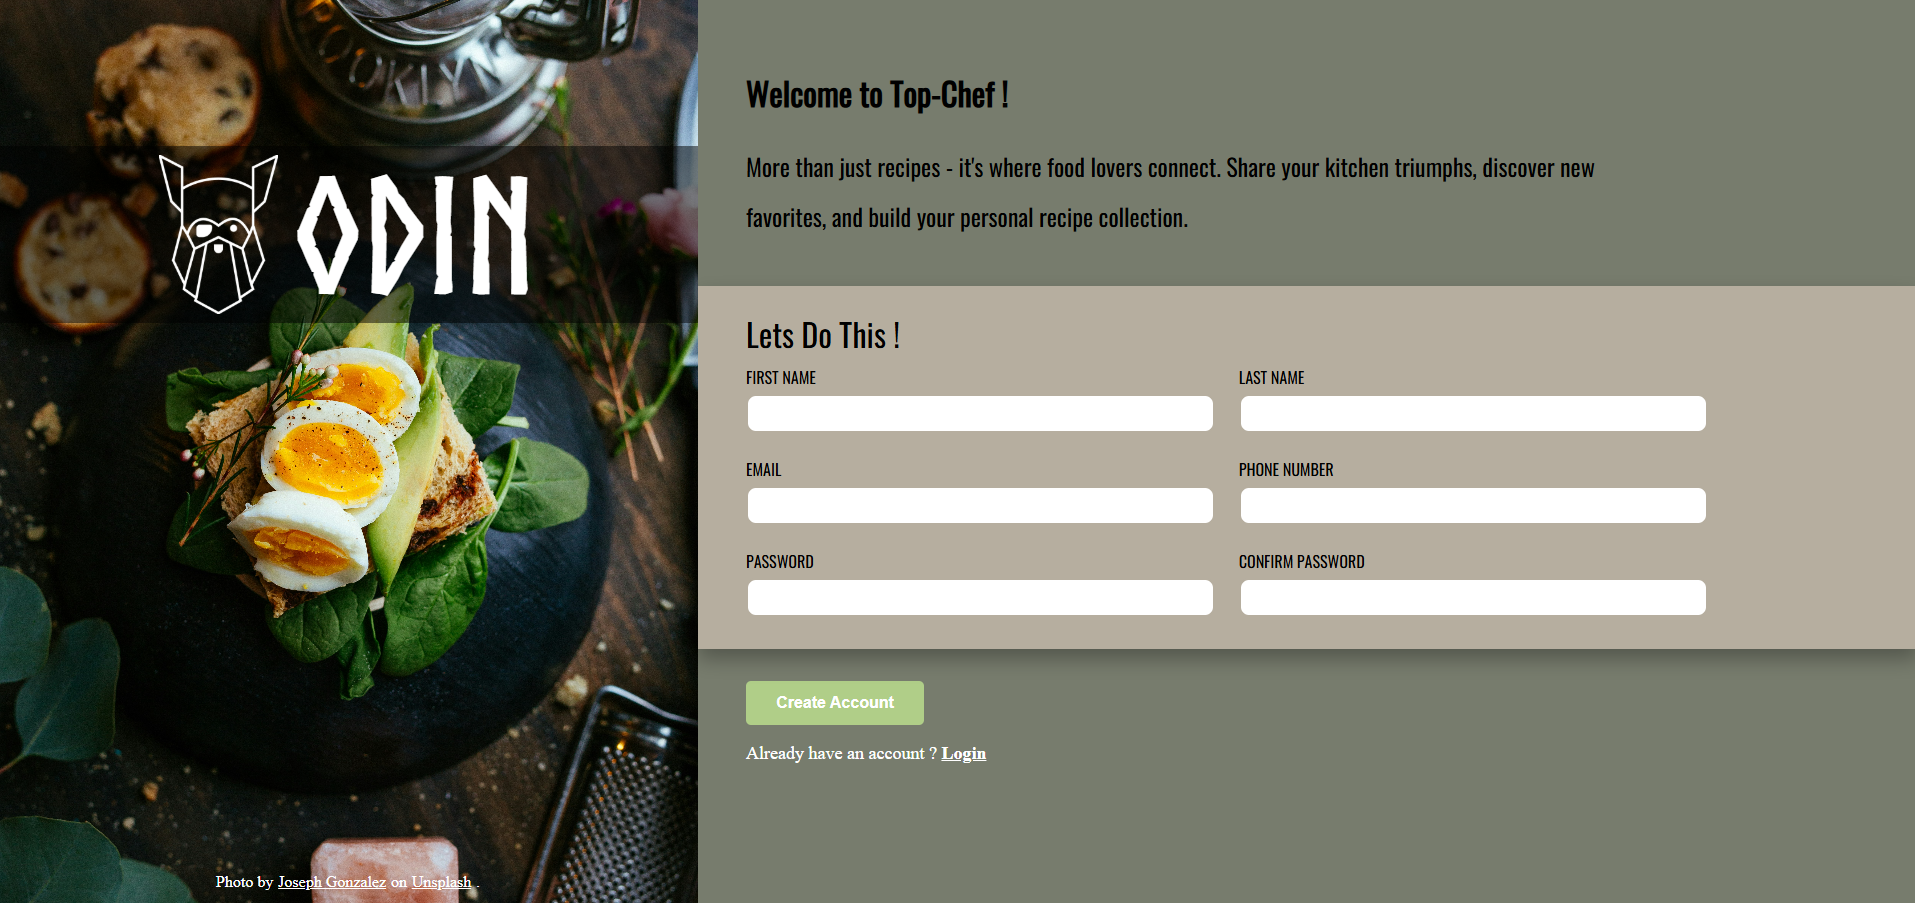 OOKLYN
ODIN
Photo by Joseph Gonzalez on Unsplash .
Welcome to Top-Chef !
More than just recipes - it's where food lovers connect. Share your kitchen triumphs, discover new
favorites, and build your personal recipe collection.
Lets Do This !
FIRST NAME
LAST NAME
EMAIL
PHONE NUMBER
PASSWORD
CONFIRM PASSWORD
Create Account
Already have an account ? Login